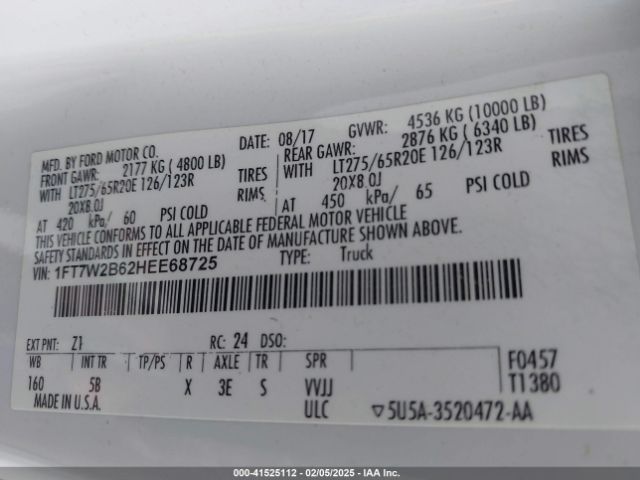 MFD. BY FORD MOTOR CO. DATE: 08/17 GVWR: 4536 KG (10000 LB)
FRONT GAWR: 2177 KG ( 4800 LB) REAR GAWR: 2876 KG ( 6340 LB)
WITH LT275/65R20E 126/123R TIRES WITH LT275/65R20E 126/123R TIRES
20X8.0J RIMS 20X8.0J RIMS
AT 420 kPa/ 60 PSI COLD AT 450 kPa/ 65 PSI COLD
THIS VEHICLE CONFORMS TO ALL APPLICABLE FEDERAL MOTOR VEHICLE
SAFETY STANDARDS IN EFFECT ON THE DATE OF MANUFACTURE SHOWN ABOVE.
VIN: 1FT7W2B62HEE68725 TYPE: Truck
EXT PNT: Z1 RC: 24 DSO:
WB INT TR TP/PS R AXLE TR SPR F0457
160 5B X 3E S VVJJ T1380
MADE IN U.S.A. ULC ▽5U5A-3520472-AA
000-41525112 - 02/05/2025 - IAA Inc.